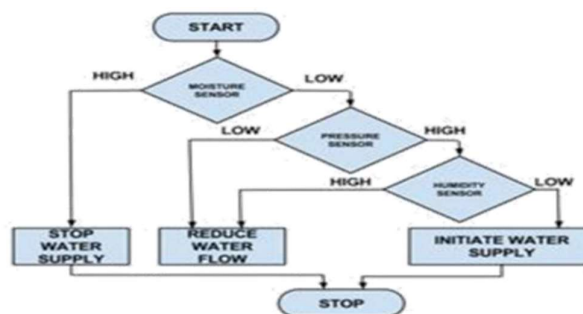 START
HIGH
LOW
MOISTURE
SENSOR
LOW
PRESSURE
SENSOR
HIGH
HIGH
HUMIDITY
SENSOR
LOW
STOP
WATER
SUPPLY
REDUCE
WATER
FLOW
INITIATE WATER
SUPPLY
STOP